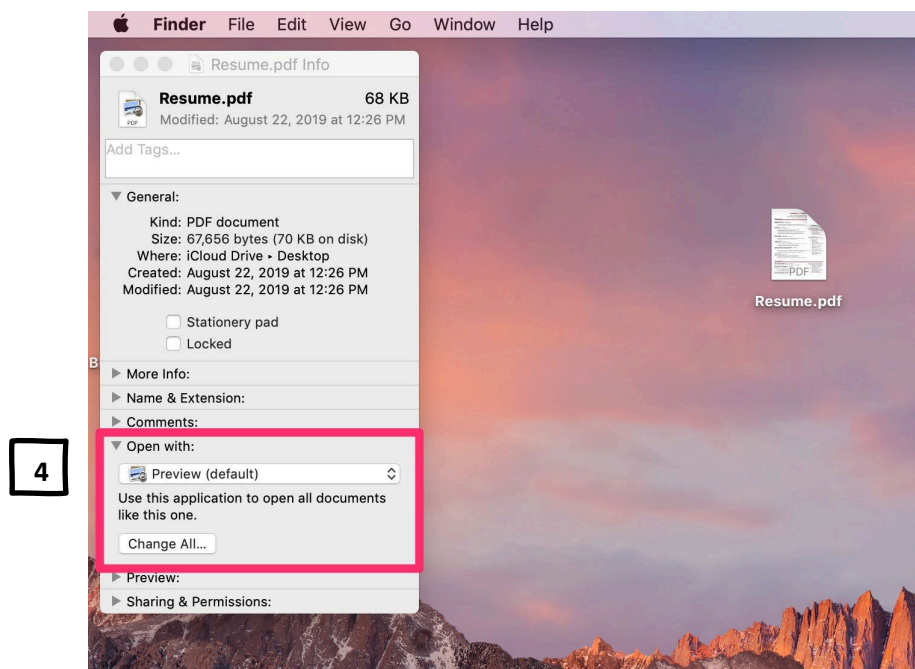 Finder File Edit View Go Window Help
Resume.pdf Info
Resume.pdf 68 KB
PDF
Modified: August 22, 2019 at 12:26 PM
Add Tags...
General:
Kind: PDF document
Size: 67,656 bytes (70 KB on disk)
Where: iCloud Drive ▸ Desktop
Created: August 22, 2019 at 12:26 PM
Modified: August 22, 2019 at 12:26 PM
Stationery pad
Locked
B
More Info:
Name & Extension:
Comments:
4
Open with:
Preview (default)
Use this application to open all documents
like this one.
Change All...
Preview:
Sharing & Permissions:
PDF
Resume.pdf